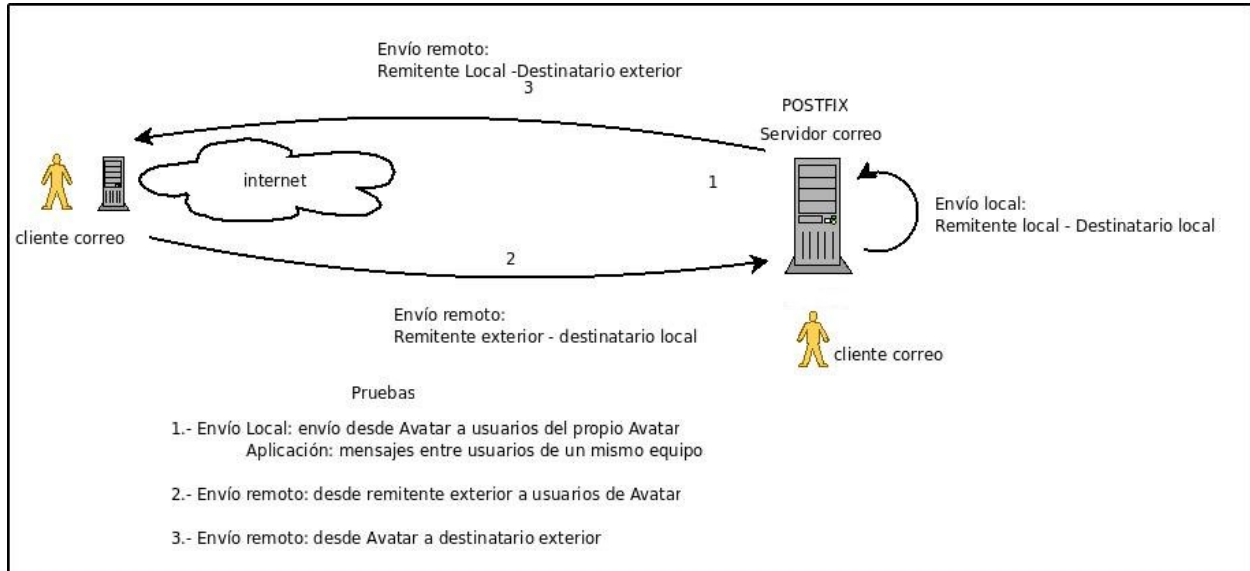 Envío remoto:
Remitente Local -Destinatario exterior
3
POSTFIX
Servidor correo
internet
1
Envío local:
Remitente local - Destinatario local
cliente correo
2
Envío remoto:
Remitente exterior - destinatario local
cliente correo
Pruebas
1.- Envío Local: envío desde Avatar a usuarios del propio Avatar
Aplicación: mensajes entre usuarios de un mismo equipo
2.- Envío remoto: desde remitente exterior a usuarios de Avatar
3.- Envío remoto: desde Avatar a destinatario exterior